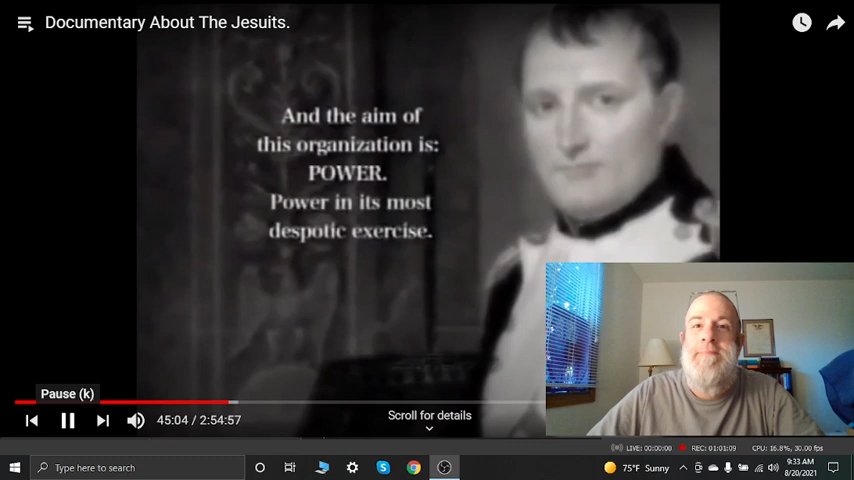 Documentary About The Jesuits.
And the aim of
this organization is:
POWER.
Power in its most
despotic exercise.
Pause (k)
45:04 / 2:54:57
Scroll for details
LIVE: 00:00:00
REC: 01:01:09
CPU: 16.8%, 30.00 fps
Type here to search
75°F Sunny
9:33 AM
8/20/2021